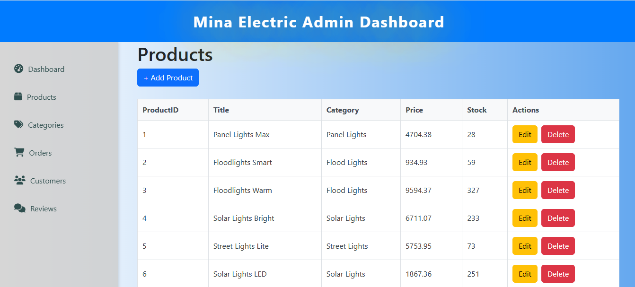 Mina Electric Admin Dashboard
Dashboard
Products
Categories
Orders
Customers
Reviews
Products
+ Add Product
ProductID Title Category Price Stock Actions
1 Panel Lights Max Panel Lights 4704.38 28 Edit Delete
2 Floodlights Smart Flood Lights 934.93 59 Edit Delete
3 Floodlights Warm Flood Lights 9594.37 327 Edit Delete
4 Solar Lights Bright Solar Lights 6711.07 233 Edit Delete
5 Street Lights Lite Street Lights 5753.95 73 Edit Delete
6 Solar Lights LED Solar Lights 1867.36 251 Edit Delete